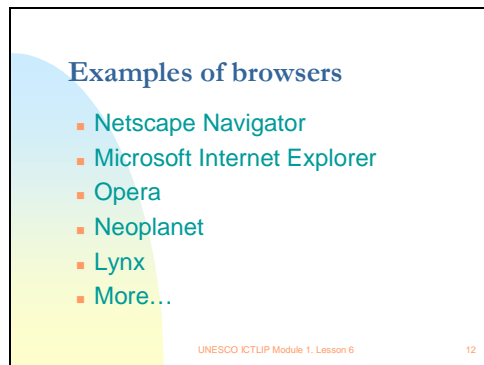 Examples of browsers
Netscape Navigator
Microsoft Internet Explorer
Opera
Neoplanet
Lynx
More…
UNESCO ICTLIP Module 1. Lesson 6
12